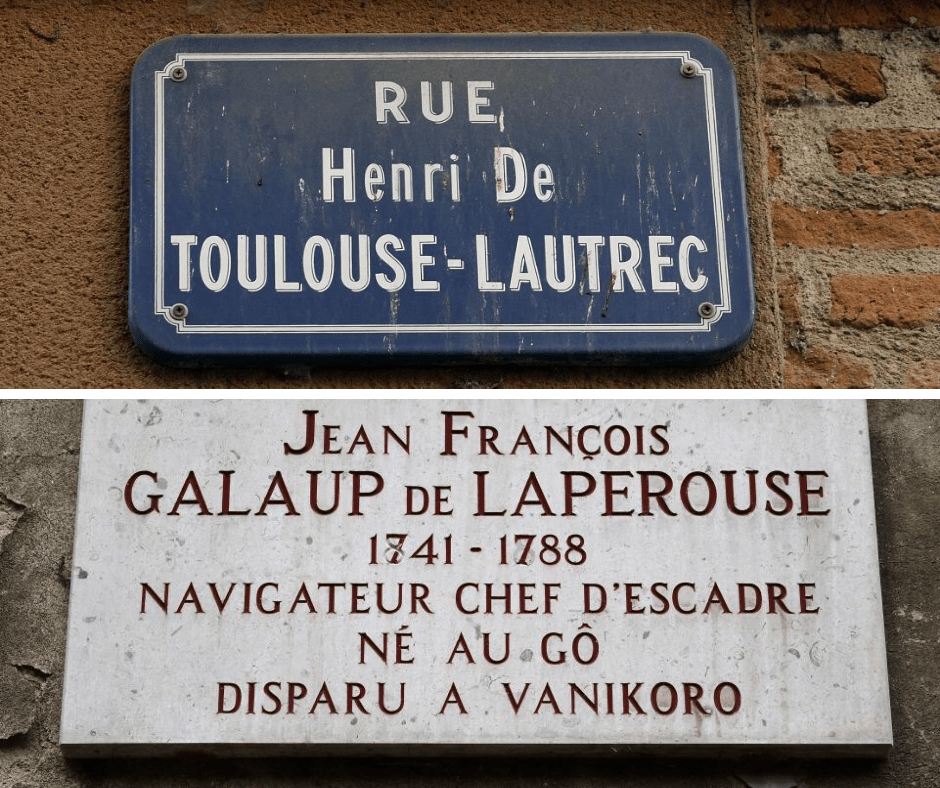 RUE
Henri De
TOULOUSE-LAUTREC
JEAN FRANÇOIS
GALAUP DE LAPEROUSE
1741 - 1788
NAVIGATEUR CHEF D'ESCADRE
NÉ AU GÔ
DISPARU A VANIKORO